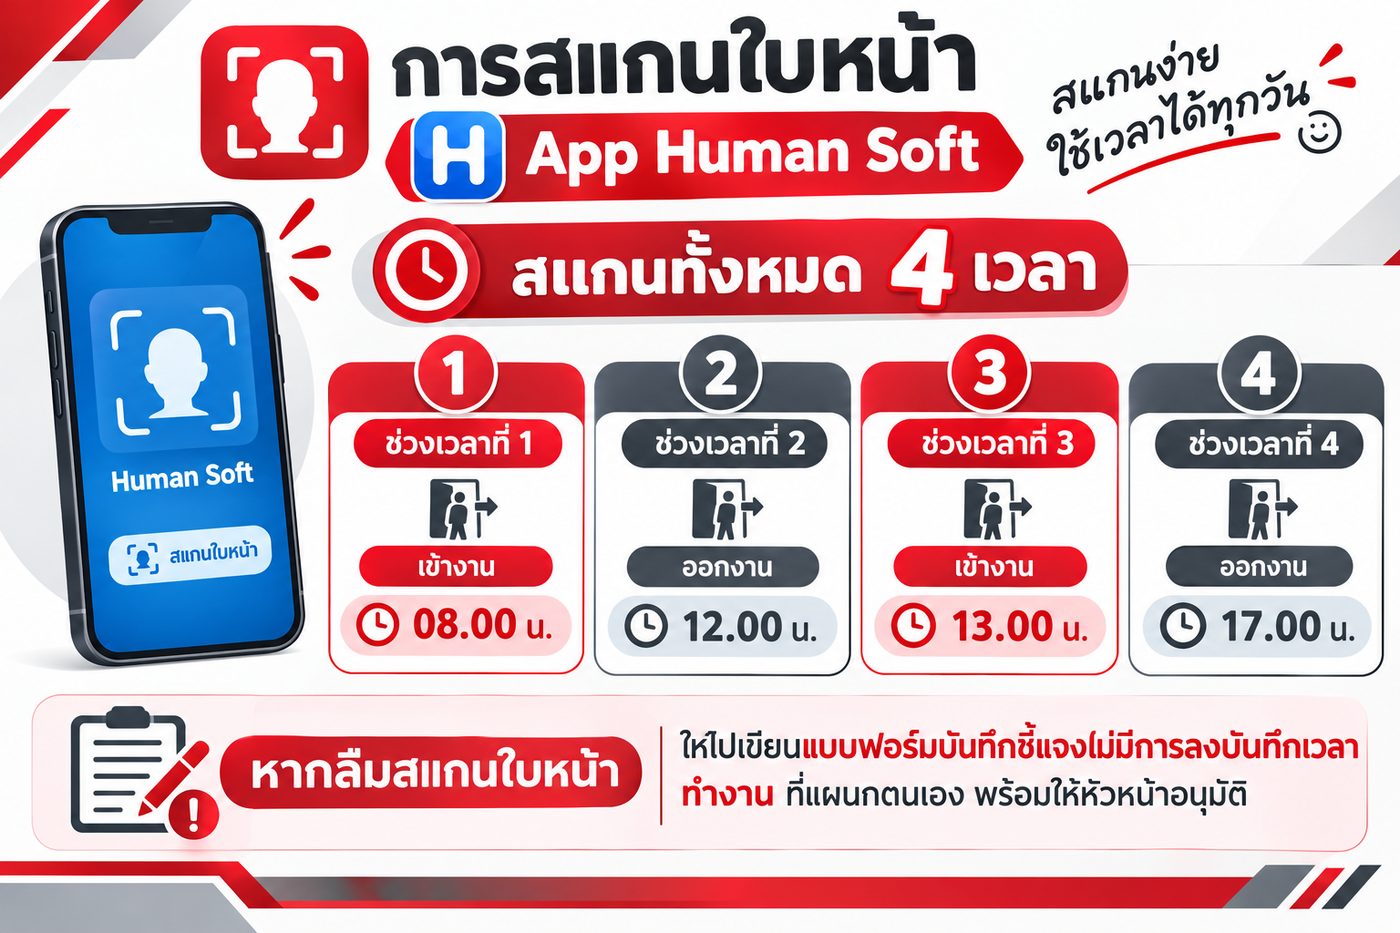 การสแกนใบหน้า
H App Human Soft
สแกนง่าย
ใช้เวลาได้ทุกวัน
สแกนทั้งหมด 4 เวลา
Human Soft
สแกนใบหน้า
1
ช่วงเวลาที่ 1
เข้างาน
08.00 น.
2
ช่วงเวลาที่ 2
ออกงาน
12.00 น.
3
ช่วงเวลาที่ 3
เข้างาน
13.00 น.
4
ช่วงเวลาที่ 4
ออกงาน
17.00 น.
หากลืมสแกนใบหน้า
ให้ไปเขียนแบบฟอร์มบันทึกชี้แจงไม่มีการลงบันทึกเวลา
ทำงาน ที่แผนกตนเอง พร้อมให้หัวหน้าอนุมัติ